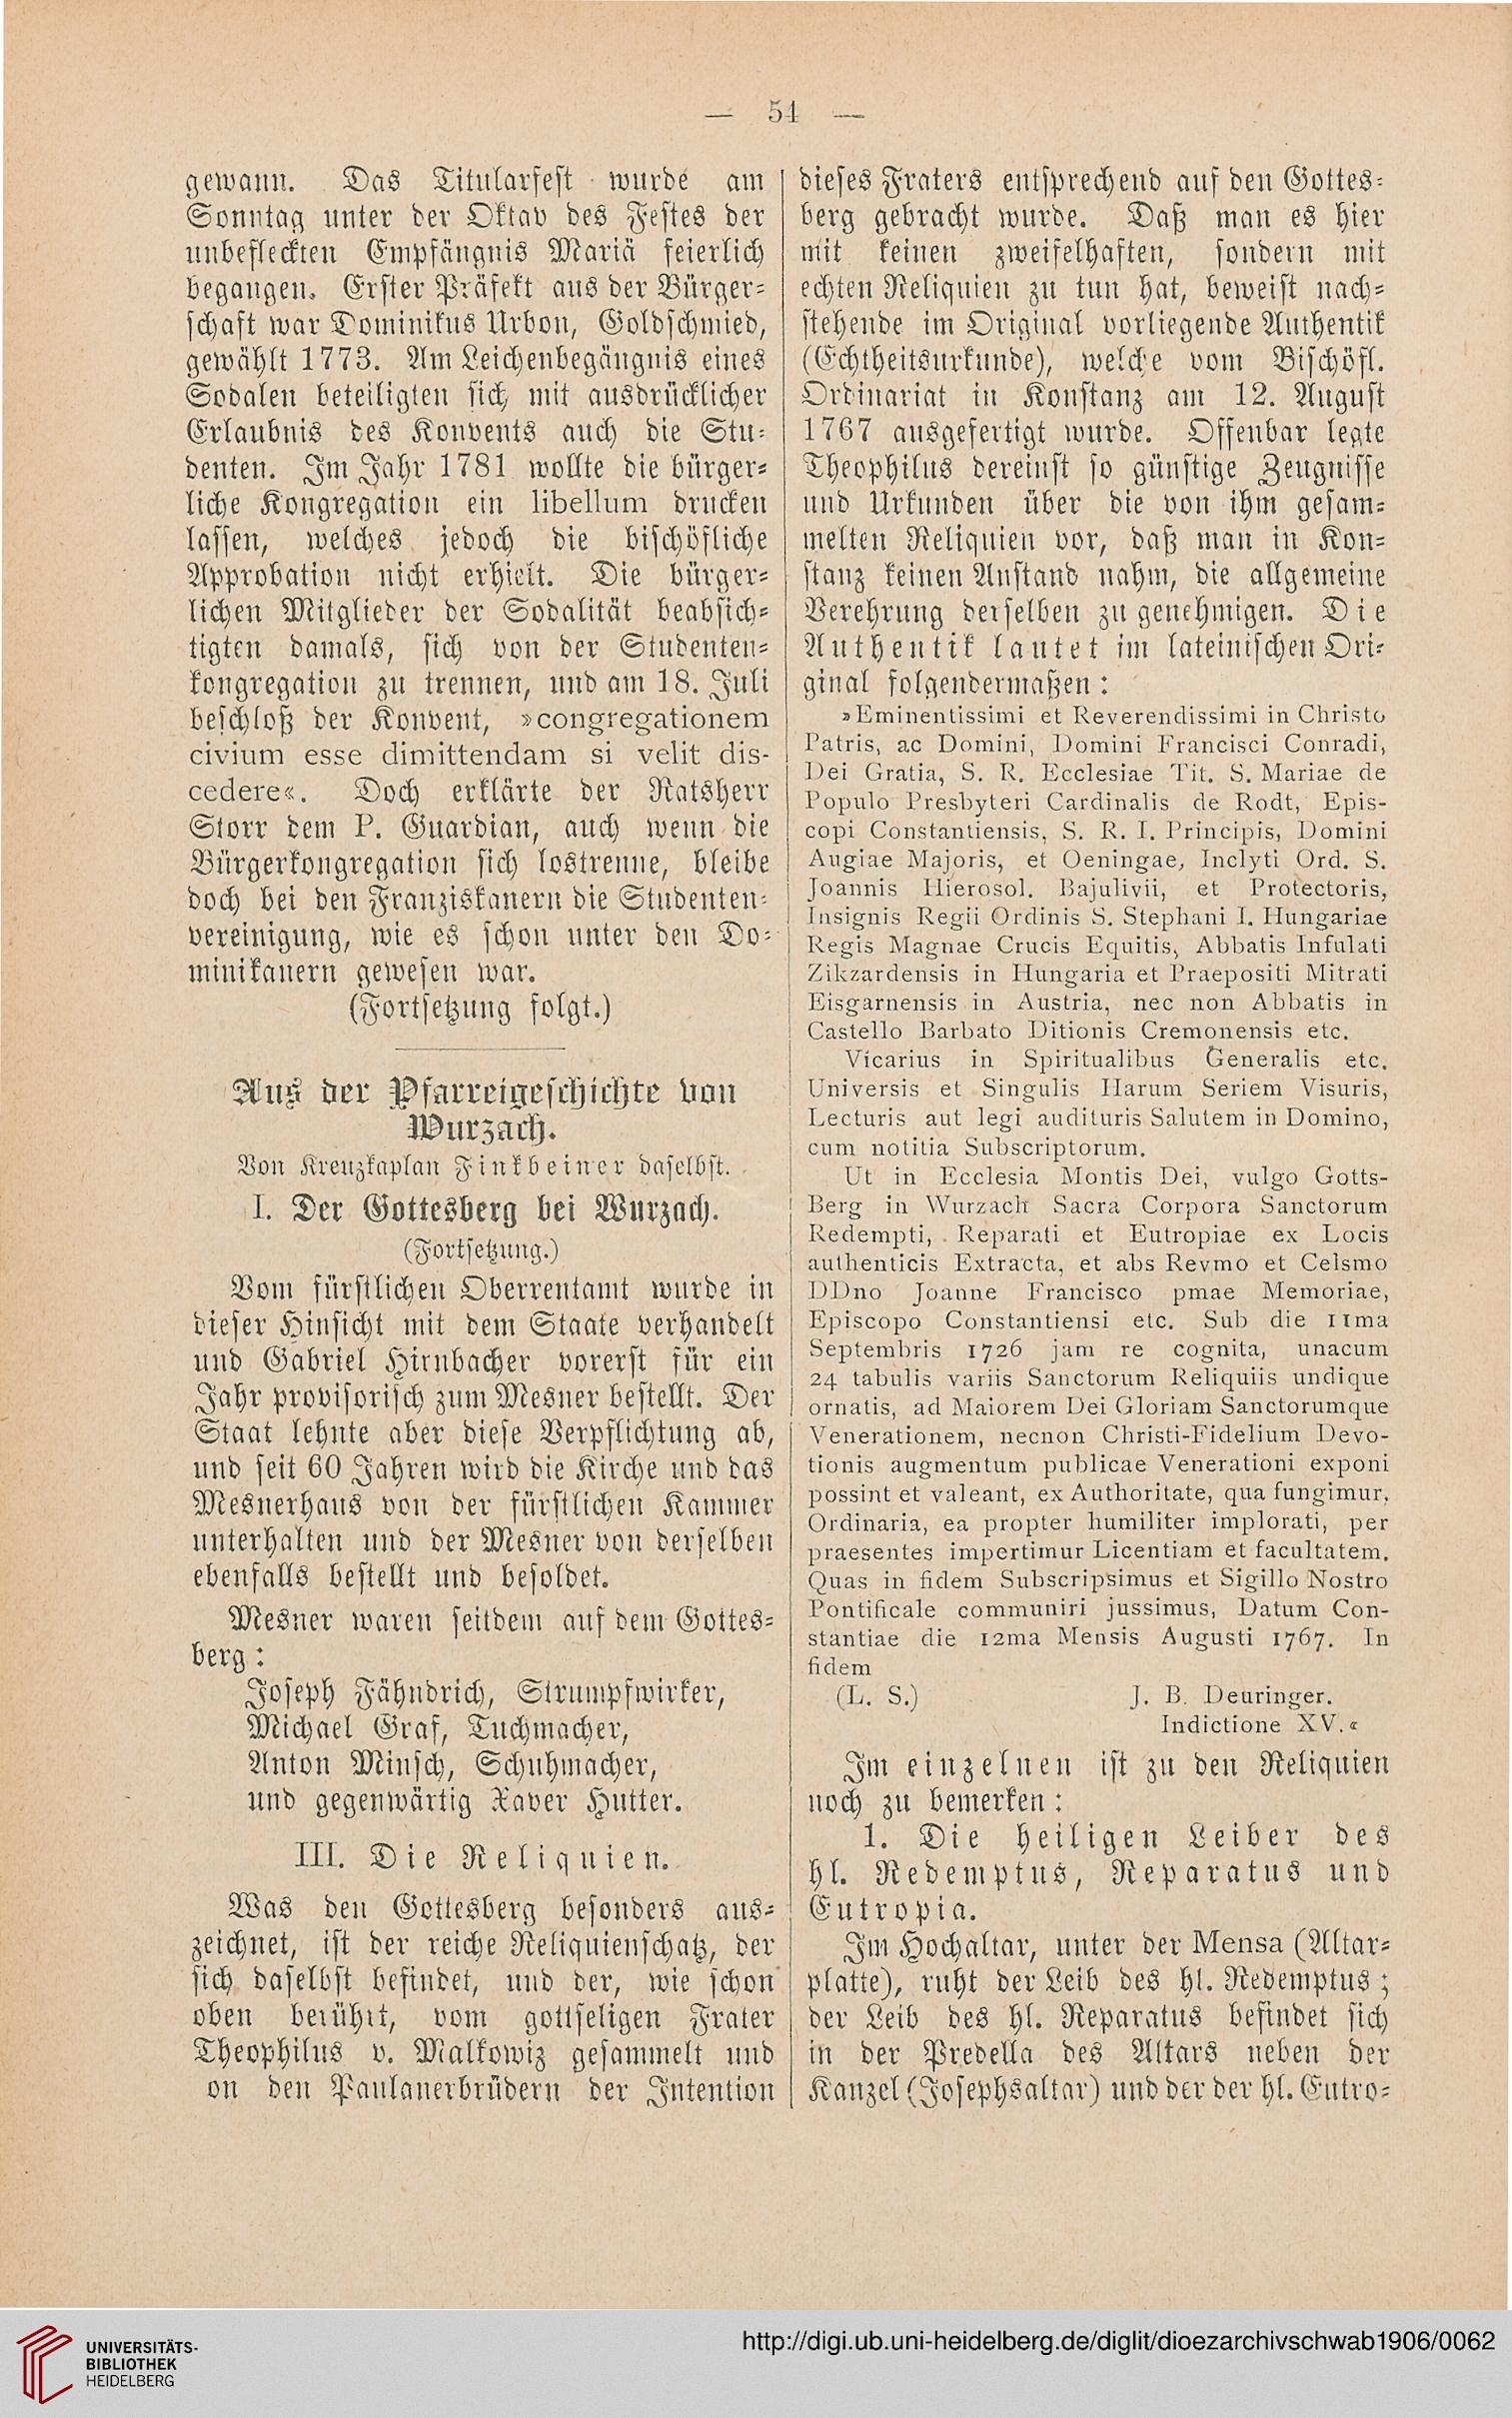 — 54 —
gewann. Das Titularfest wurde am
Sonntag unter der Oktav des Festes der
unbefleckten Empfängnis Mariä feierlich
begangen. Erster Präfekt aus der Bürger-
schaft war Dominikus Urbon, Goldschmied,
gewählt 1773. Am Leichenbegängnis eines
Sodalen beteiligten sich mit ausdrücklicher
Erlaubnis des Konvents auch die Stu-
denten. Im Jahr 1781 wollte die bürger-
liche Kongregation ein libellum drucken
lassen, welches jedoch die bischöfliche
Approbation nicht erhielt. Die bürger-
lichen Mitglieder der Sodalität beabsich-
tigten damals, sich von der Studenten-
kongregation zu trennen, und am 18. Juli
beschloß der Konvent, »congregationem
civium esse dimittendam si velit dis-
cedere«. Doch erklärte der Ratsherr
Storr dem P. Guardian, auch wenn die
Bürgerkongregation sich lostrenne, bleibe
doch bei den Franziskanern die Studenten-
vereinigung, wie es schon unter den Do-
minikanern gewesen war.
(Fortsetzung folgt.)
Aus der Pfarreigeschichte von
Wurzach.
Von Kreuzkaplan Finkbeiner daselbst.
I. Der Gottesberg bei Wurzach.
(Fortsetzung.)
Vom fürstlichen Oberrentamt wurde in
dieser Hinsicht mit dem Staate verhandelt
und Gabriel Hirnbacher vorerst für ein
Jahr provisorisch zum Mesner bestellt. Der
Staat lehnte aber diese Verpflichtung ab,
und seit 60 Jahren wird die Kirche und das
Mesnerhaus von der fürstlichen Kammer
unterhalten und der Mesner von derselben
ebenfalls bestellt und besoldet.
Mesner waren seitdem auf dem Gottes-
berg:
Joseph Fähndrich, Strumpfwirker,
Michael Graf, Tuchmacher,
Anton Minsch, Schuhmacher,
und gegenwärtig Xaver Hutter.
III. Die Reliquien.
Was den Gottesberg besonders aus-
zeichnet, ist der reiche Reliquienschatz, der
sich daselbst befindet, und der, wie schon
oben berührt, vom gottseligen Frater
Theophilus v. Malkowiz gesammelt und
on den Paulanerbrüdern der Intention
dieses Fraters entsprechend auf den Gottes-
berg gebracht wurde. Daß man es hier
mit keinen zweifelhaften, sondern mit
echten Reliquien zu tun hat, beweist nach-
stehende im Original vorliegende Authentik
(Echtheitsurkunde), welche vom Bischöfl.
Ordinariat in Konstanz am 12. August
1767 ausgefertigt wurde. Offenbar legte
Theophilus dereinst so günstige Zeugnisse
und Urkunden über die von ihm gesam-
melten Reliquien vor, daß man in Kon-
stanz keinen Anstand nahm, die allgemeine
Verehrung derselben zu genehmigen. Die
Authentik lautet im lateinischen Ori-
ginal folgendermaßen:
»Eminentissimi et Reverendissimi in Christo
Patris, ac Domini, Domini Francisci Conradi,
Dei Gratia, S. R. Ecclesiae Tit. S. Mariae de
Populo Presbyteri Cardinalis de Rodt, Epis-
copi Constantiensis, S. R. I. Principis, Domini
Augiae Majoris, et Oeningae, Inclyti Ord. S.
Joannis Hierosol. Bajulivii, et Protectoris,
Insignis Regii Ordinis S. Stephani I. Hungariae
Regis Magnae Crucis Equitis, Abbatis Infulati
Zikzardensis in Hungaria et Praepositi Mitrati
Eisgarnensis in Austria, nec non Abbatis in
Castello Barbato Ditionis Cremonensis etc.
Vicarius in Spiritualibus Generalis etc.
Universis et Singulis Harum Seriem Visuris,
Lecturis aut legi audituris Salutem in Domino,
cum notitia Subscriptorum.
Ut in Ecclesia Montis Dei, vulgo Gotts-
Berg in Wurzach Sacra Corpora Sanctorum
Redempti, Reparati et Eutropiae ex Locis
authenticis Extracta, et abs Revmo et Celsmo
DDno Joanne Francisco pmae Memoriae,
Episcopo Constantiensi etc. Sub die 11ma
Septembris 1726 jam re cognita, unacum
24 tabulis variis Sanctorum Reliquiis undique
ornatis, ad Maiorem Dei Gloriam Sanctorumque
Venerationem, necnon Christi-Fidelium Devo-
tionis augmentum publicae Venerationi exponi
possint et valeant, ex Authoritate, qua fungimur,
Ordinaria, ea propter humiliter implorati, per
praesentes impertimur Licentiam et facultatem.
Quas in fidem Subscripsimus et Sigillo Nostro
Pontificale communiri jussimus, Datum Con-
stantiae die 12ma Mensis Augusti 1767. In
fidem
(L. S.) J. B. Deuringer.
Indictione XV.«
Im einzelnen ist zu den Reliquien
noch zu bemerken:
1. Die heiligen Leiber des
hl. Redemptus, Reparatus und
Eutropia.
Im Hochaltar, unter der Mensa (Altar-
platte), ruht der Leib des hl. Redemptus;
der Leib des hl. Reparatus befindet sich
in der Predella des Altars neben der
Kanzel (Josephsaltar) und der der hl. Eutro-
UNIVERSITÄTS-
BIBLIOTHEK
HEIDELBERG
http://digi.ub.uni-heidelberg.de/diglit/dioezarchivschwab1906/0062